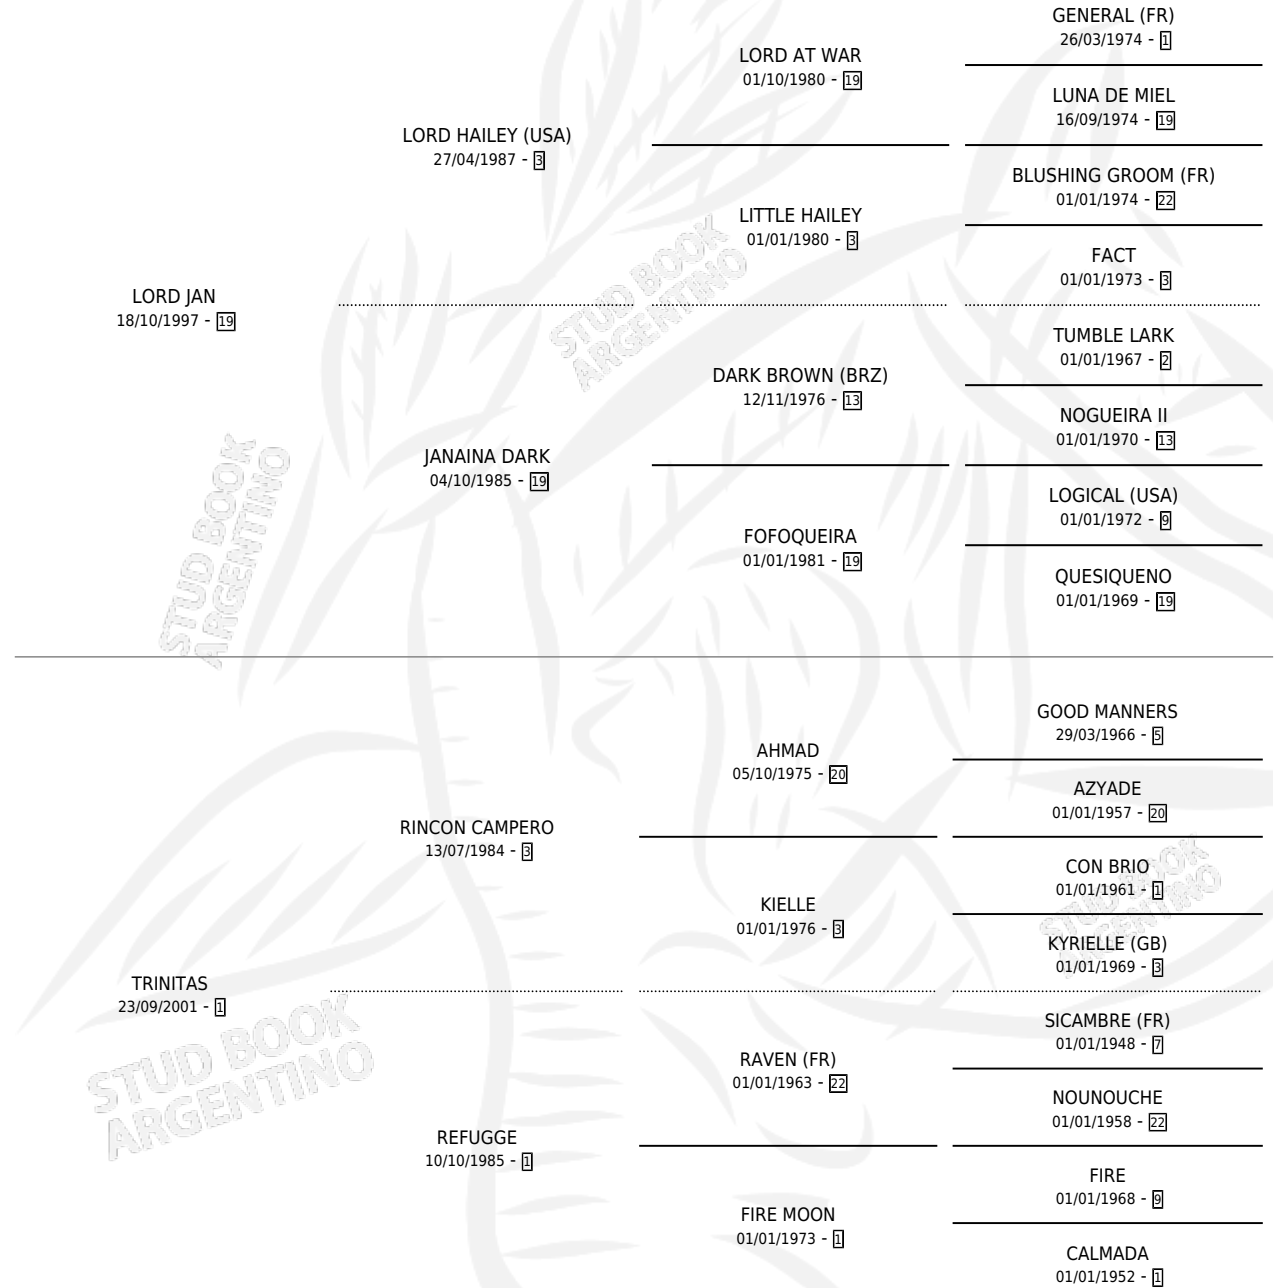 GENERAL (FR)
26/03/1974 - 1
LORD AT WAR
01/10/1980 - 19
LUNA DE MIEL
16/09/1974 - 19
LORD HAILEY (USA)
27/04/1987 - 3
BLUSHING GROOM (FR)
01/01/1974 - 22
LITTLE HAILEY
01/01/1980 - 3
FACT
01/01/1973 - 3
LORD JAN
18/10/1997 - 19
TUMBLE LARK
01/01/1967 - 2
DARK BROWN (BRZ)
12/11/1976 - 13
NOGUEIRA II
01/01/1970 - 13
JANAINA DARK
04/10/1985 - 19
LOGICAL (USA)
01/01/1972 - 9
FOFOQUEIRA
01/01/1981 - 19
QUESIQUENO
01/01/1969 - 19
GOOD MANNERS
29/03/1966 - 5
AHMAD
05/10/1975 - 20
AZYADE
01/01/1957 - 20
RINCON CAMPERO
13/07/1984 - 3
CON BRIO
01/01/1961 - 1
KIELLE
01/01/1976 - 3
KYRIELLE (GB)
01/01/1969 - 3
TRINITAS
23/09/2001 - 1
SICAMBRE (FR)
01/01/1948 - 7
RAVEN (FR)
01/01/1963 - 22
NOUNOUCHE
01/01/1958 - 22
REFUGGE
10/10/1985 - 1
FIRE
01/01/1968 - 9
FIRE MOON
01/01/1973 - 1
CALMADA
01/01/1952 - 1
STUD BOOK
ARGENTINO
STUD BOOK
ARGENTINO
STUD BOOK
ARGENTINO
STUD BOOK
ARGENTINO